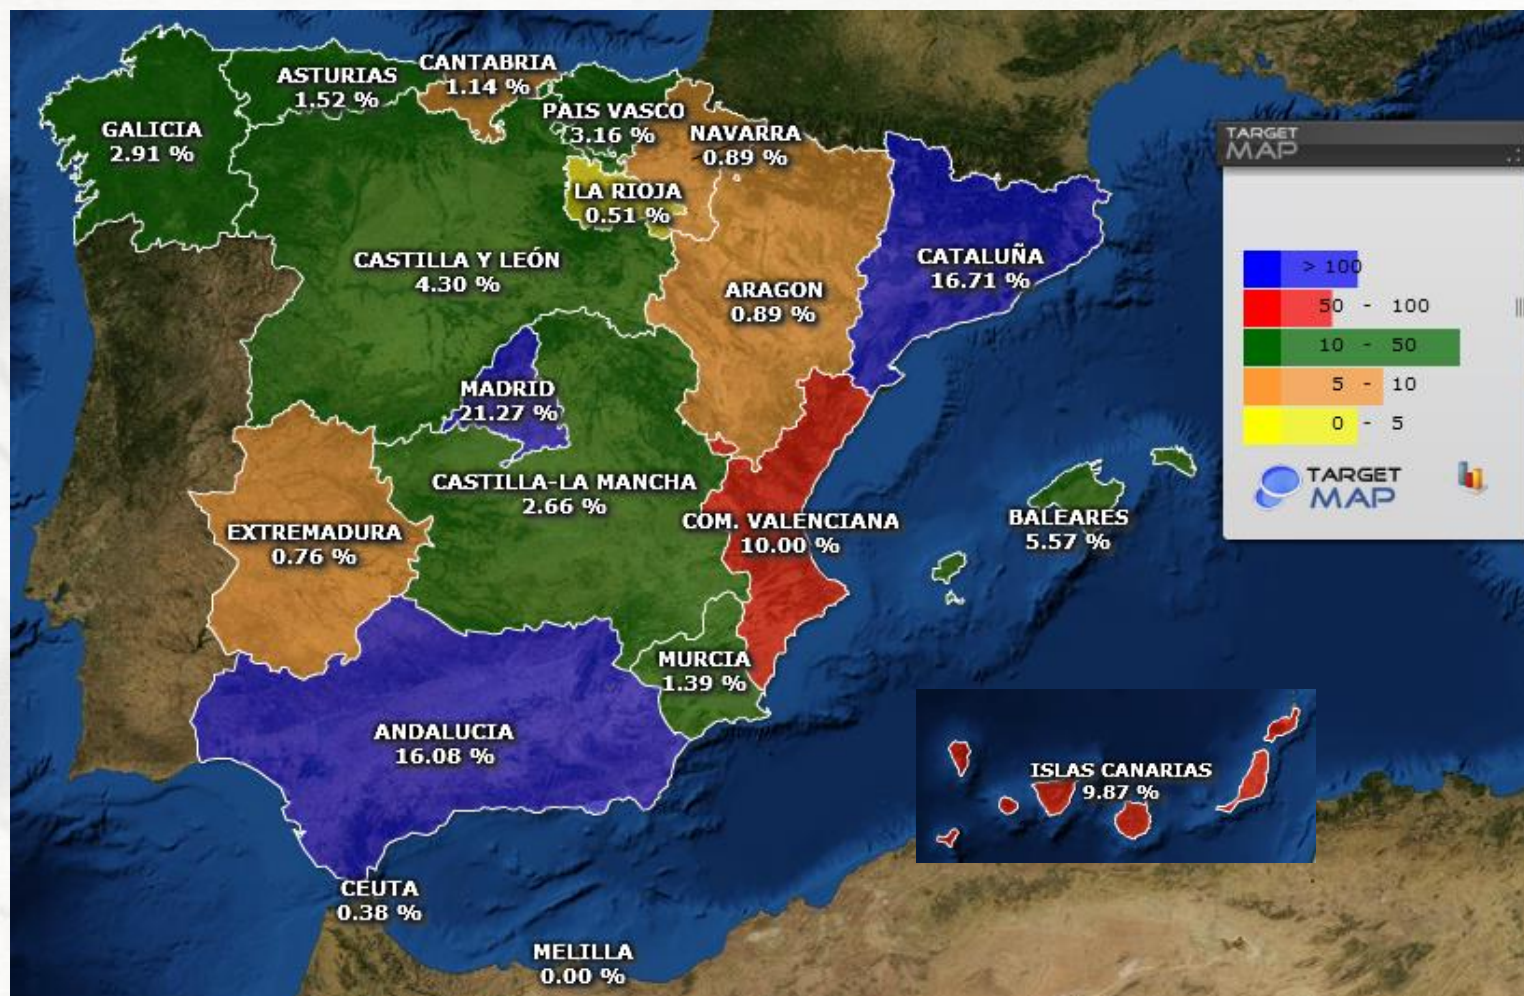 CANTABRIA
1.14 %
ASTURIAS
1.52 %
PAIS VASCO
3.16 %
GALICIA
2.91 %
NAVARRA
0.89 %
LA RIOJA
0.51 %
CASTILLA Y LEÓN
4.30 %
CATALUÑA
16.71 %
ARAGON
0.89 %
MADRID
21.27 %
CASTILLA-LA MANCHA
2.66 %
EXTREMADURA
0.76 %
COM. VALENCIANA
10.00 %
BALEARES
5.57 %
MURCIA
1.39 %
ANDALUCIA
16.08 %
ISLAS CANARIAS
9.87 %
CEUTA
0.38 %
MELILLA
0.00 %
TARGET
MAP
> 100
50 - 100
10 - 50
5 - 10
0 - 5
TARGET
MAP